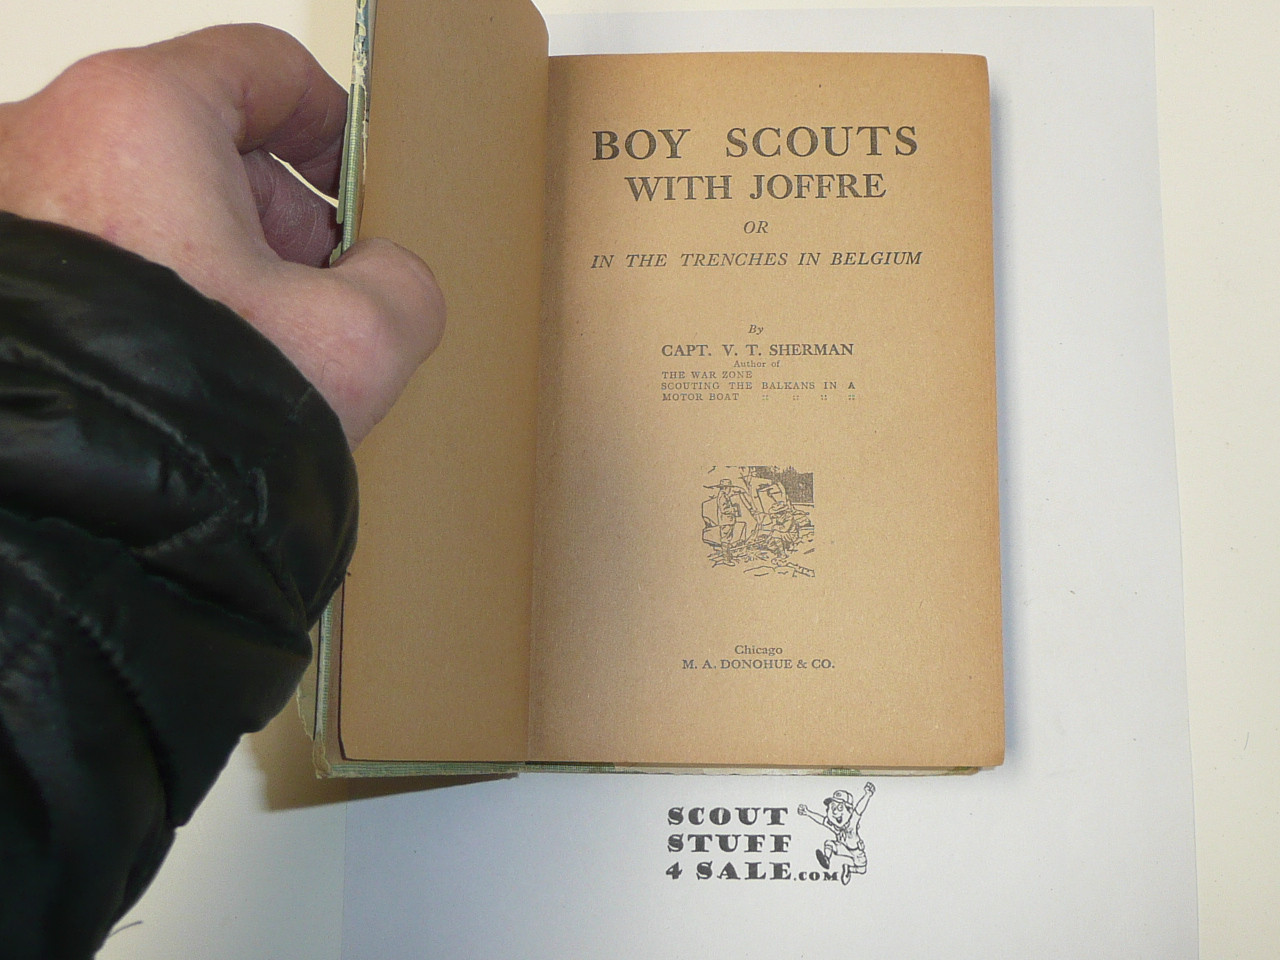 BOY SCOUTS
WITH JOFFRE
OR
IN THE TRENCHES IN BELGIUM
By
CAPT. V. T. SHERMAN
Author of
THE WAR ZONE
SCOUTING THE BALKANS IN A
MOTOR BOAT :: :: :: ::
Chicago
M. A. DONOHUE & CO.
SCOUT
STUFF
4 SALE.COM